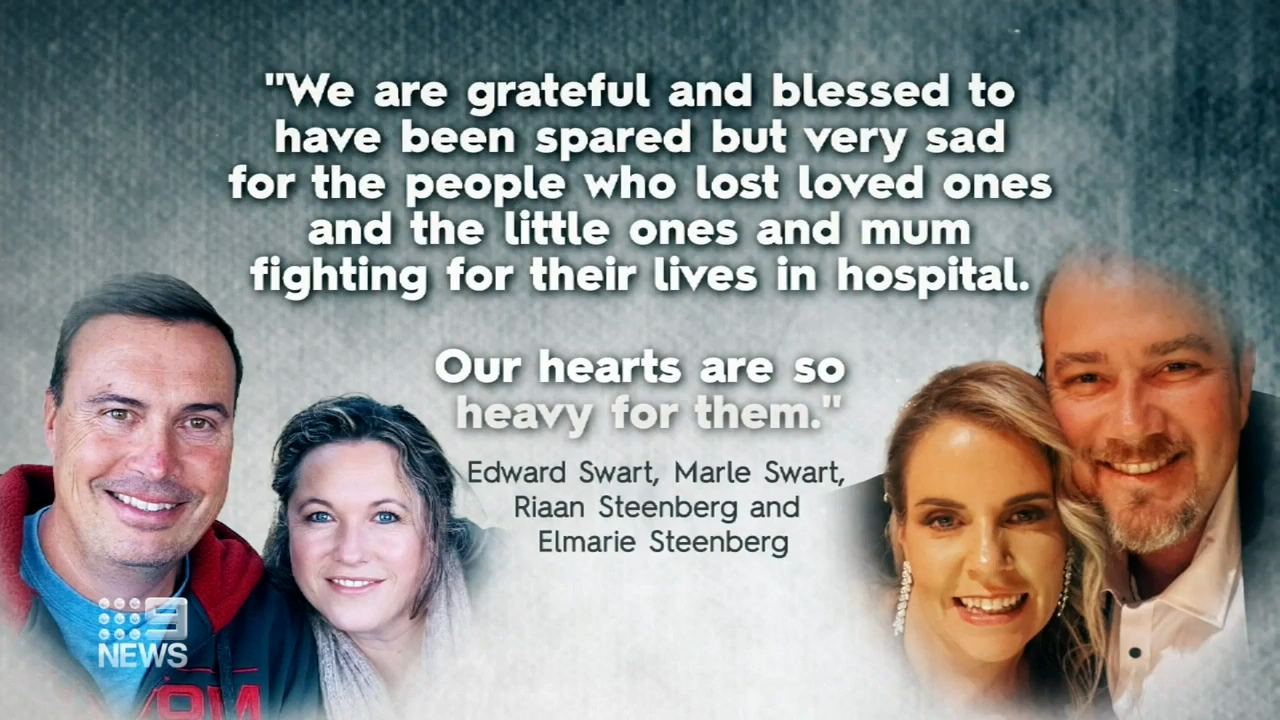 "We are grateful and blessed to
have been spared but very sad
for the people who lost loved ones
and the little ones and mum
fighting for their lives in hospital.
Our hearts are so
heavy for them."
Edward Swart, Marle Swart,
Riaan Steenberg and
Elmarie Steenberg
9
NEWS